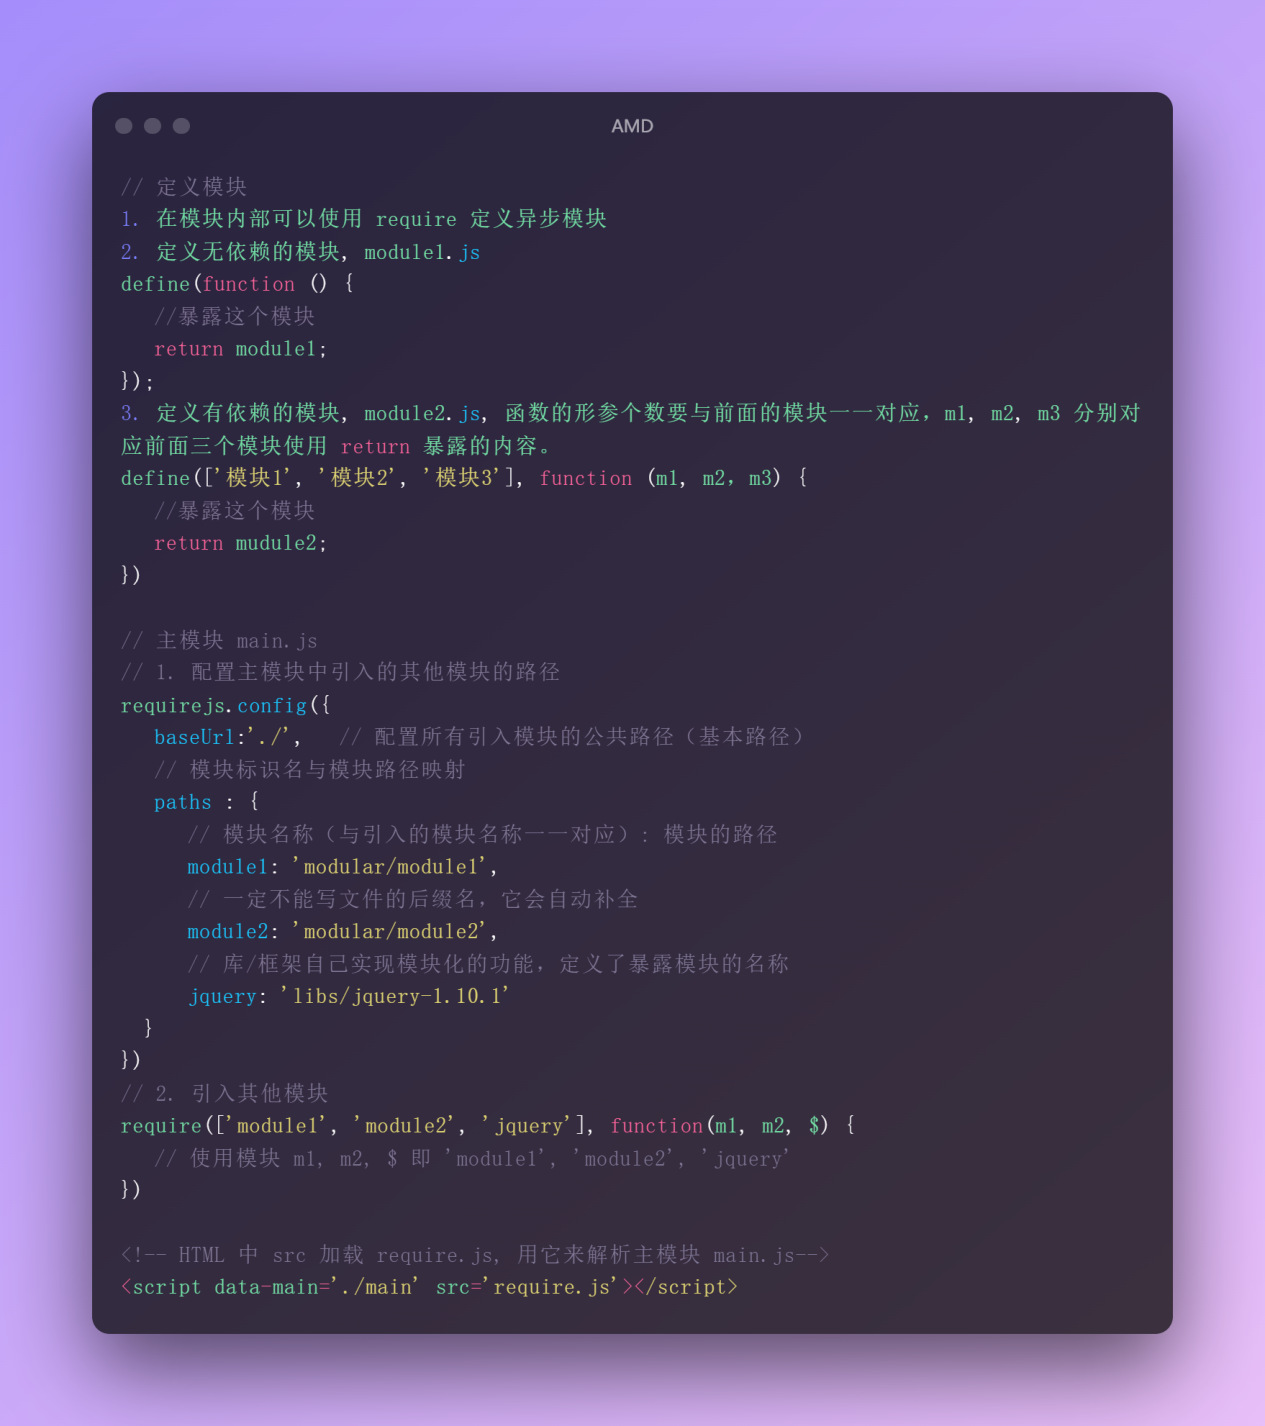 AMD
// 定义模块
1. 在模块内部可以使用 require 定义异步模块
2. 定义无依赖的模块, module1.js
define(function () {
//暴露这个模块
return module1;
});
3. 定义有依赖的模块, module2.js, 函数的形参个数要与前面的模块一一对应，m1, m2, m3 分别对
应前面三个模块使用 return 暴露的内容。
define(['模块1', '模块2', '模块3'], function (m1, m2，m3) {
//暴露这个模块
return mudule2;
})
// 主模块 main.js
// 1. 配置主模块中引入的其他模块的路径
requirejs.config({
baseUrl:'./',   // 配置所有引入模块的公共路径（基本路径）
// 模块标识名与模块路径映射
paths : {
// 模块名称（与引入的模块名称一一对应）: 模块的路径
module1: 'modular/module1',
// 一定不能写文件的后缀名，它会自动补全
module2: 'modular/module2',
// 库/框架自己实现模块化的功能，定义了暴露模块的名称
jquery: 'libs/jquery-1.10.1'
}
})
// 2. 引入其他模块
require(['module1', 'module2', 'jquery'], function(m1, m2, $) {
// 使用模块 m1, m2, $ 即 'module1', 'module2', 'jquery'
})
<!-- HTML 中 src 加载 require.js, 用它来解析主模块 main.js-->
<script data-main='./main' src='require.js'></script>